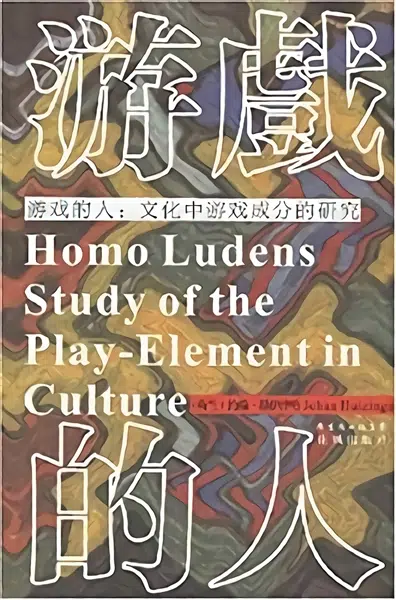 游戲
游戏的人：文化中游戏成分的研究
Homo Ludens
Study of the
Play-Element in
Culture
Johan Huizinga
的人